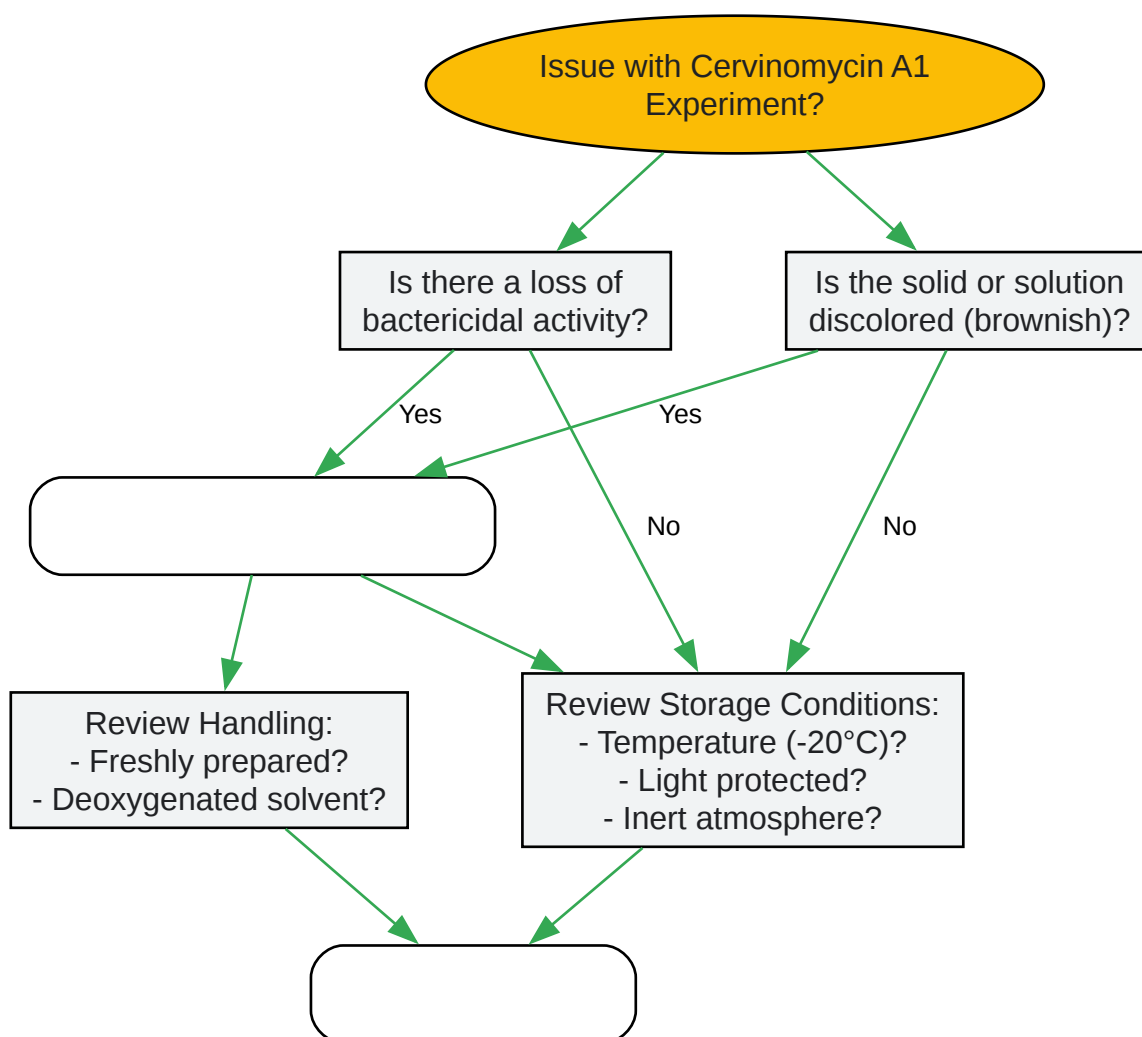 Issue with Cervinomycin A1
Experiment?
Is there a loss of
bactericidal activity?
Is the solid or solution
discolored (brownish)?
Yes
Yes
No
No
Review Handling:
- Freshly prepared?
- Deoxygenated solvent?
Review Storage Conditions:
- Temperature (-20°C)?
- Light protected?
- Inert atmosphere?